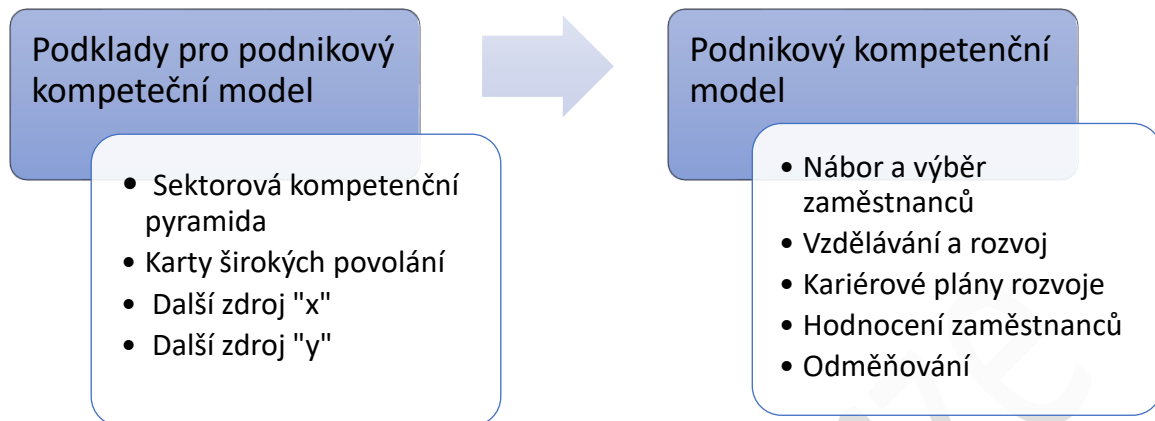 Podklady pro podnikový
kompeteční model
• Sektorová kompetenční
pyramida
• Karty širokých povolání
• Další zdroj "x"
• Další zdroj "y"
Podnikový kompetenční
model
• Nábor a výběr
zaměstnanců
• Vzdělávání a rozvoj
• Kariérové plány rozvoje
• Hodnocení zaměstnanců
• Odměňování